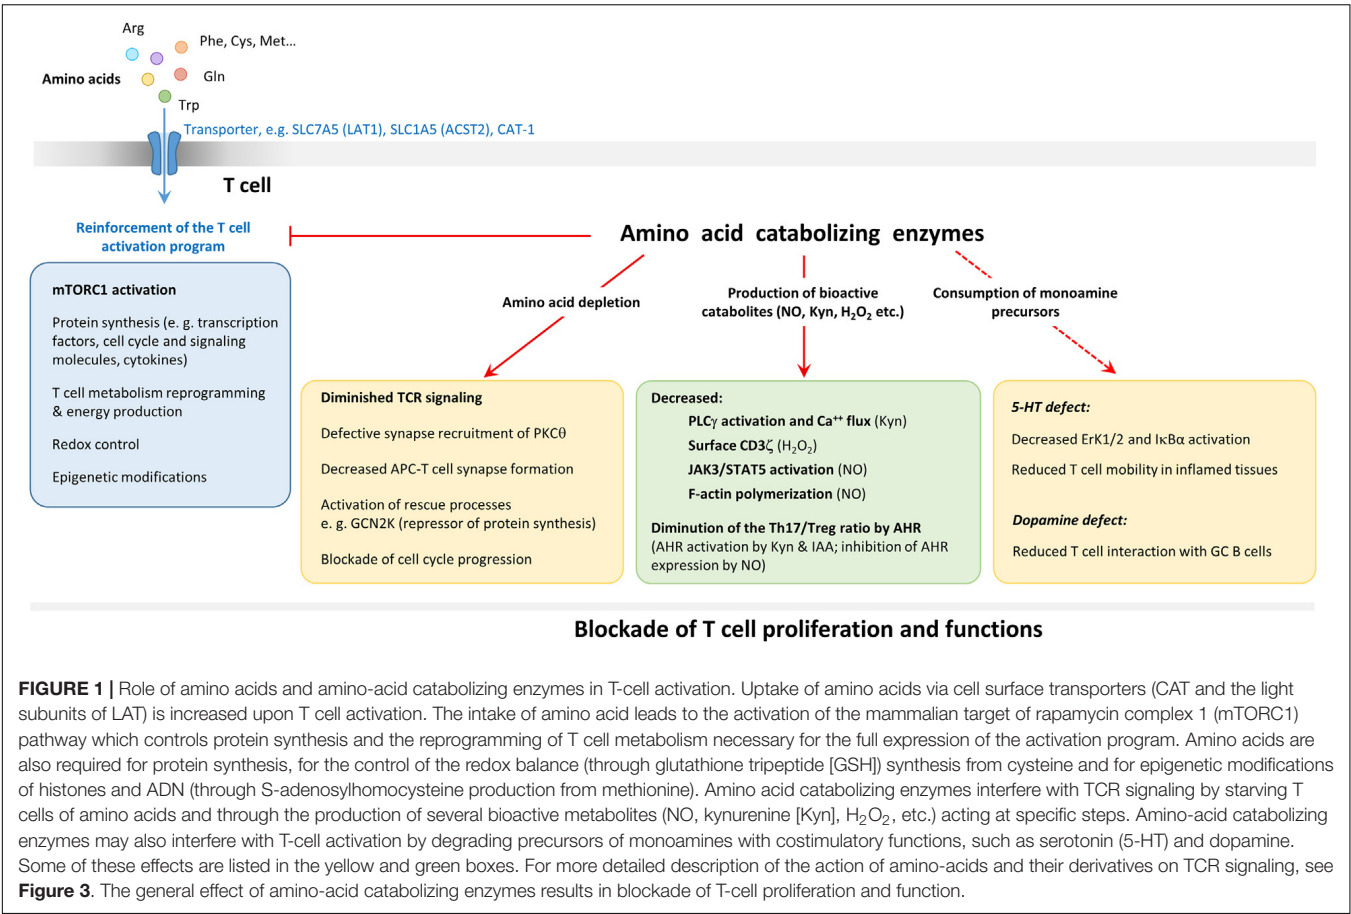 Arg
Phe, Cys, Met...
Amino acids
Gln
Trp
Transporter, e.g. SLC7A5 (LAT1), SLC1A5 (ACST2), CAT-1
T cell
Reinforcement of the T cell
activation program
Amino acid catabolizing enzymes
mTORC1 activation
Protein synthesis (e. g. transcription
factors, cell cycle and signaling
molecules, cytokines)
T cell metabolism reprogramming
& energy production
Redox control
Epigenetic modifications
Amino acid depletion
Production of bioactive
catabolites (NO, Kyn, H₂O₂ etc.)
Consumption of monoamine
precursors
Diminished TCR signaling
Defective synapse recruitment of PKCθ
Decreased APC-T cell synapse formation
Activation of rescue processes
e. g. GCN2K (repressor of protein synthesis)
Blockade of cell cycle progression
Decreased:
PLCγ activation and Ca⁺⁺ flux (Kyn)
Surface CD3ζ (H₂O₂)
JAK3/STAT5 activation (NO)
F-actin polymerization (NO)
Diminution of the Th17/Treg ratio by AHR
(AHR activation by Kyn & IAA; inhibition of AHR
expression by NO)
5-HT defect:
Decreased ErK1/2 and IκBα activation
Reduced T cell mobility in inflamed tissues
Dopamine defect:
Reduced T cell interaction with GC B cells
Blockade of T cell proliferation and functions
FIGURE 1 | Role of amino acids and amino-acid catabolizing enzymes in T-cell activation. Uptake of amino acids via cell surface transporters (CAT and the light
subunits of LAT) is increased upon T cell activation. The intake of amino acid leads to the activation of the mammalian target of rapamycin complex 1 (mTORC1)
pathway which controls protein synthesis and the reprogramming of T cell metabolism necessary for the full expression of the activation program. Amino acids are
also required for protein synthesis, for the control of the redox balance (through glutathione tripeptide [GSH]) synthesis from cysteine and for epigenetic modifications
of histones and ADN (through S-adenosylhomocysteine production from methionine). Amino acid catabolizing enzymes interfere with TCR signaling by starving T
cells of amino acids and through the production of several bioactive metabolites (NO, kynurenine [Kyn], H₂O₂, etc.) acting at specific steps. Amino-acid catabolizing
enzymes may also interfere with T-cell activation by degrading precursors of monoamines with costimulatory functions, such as serotonin (5-HT) and dopamine.
Some of these effects are listed in the yellow and green boxes. For more detailed description of the action of amino-acids and their derivatives on TCR signaling, see
Figure 3. The general effect of amino-acid catabolizing enzymes results in blockade of T-cell proliferation and function.